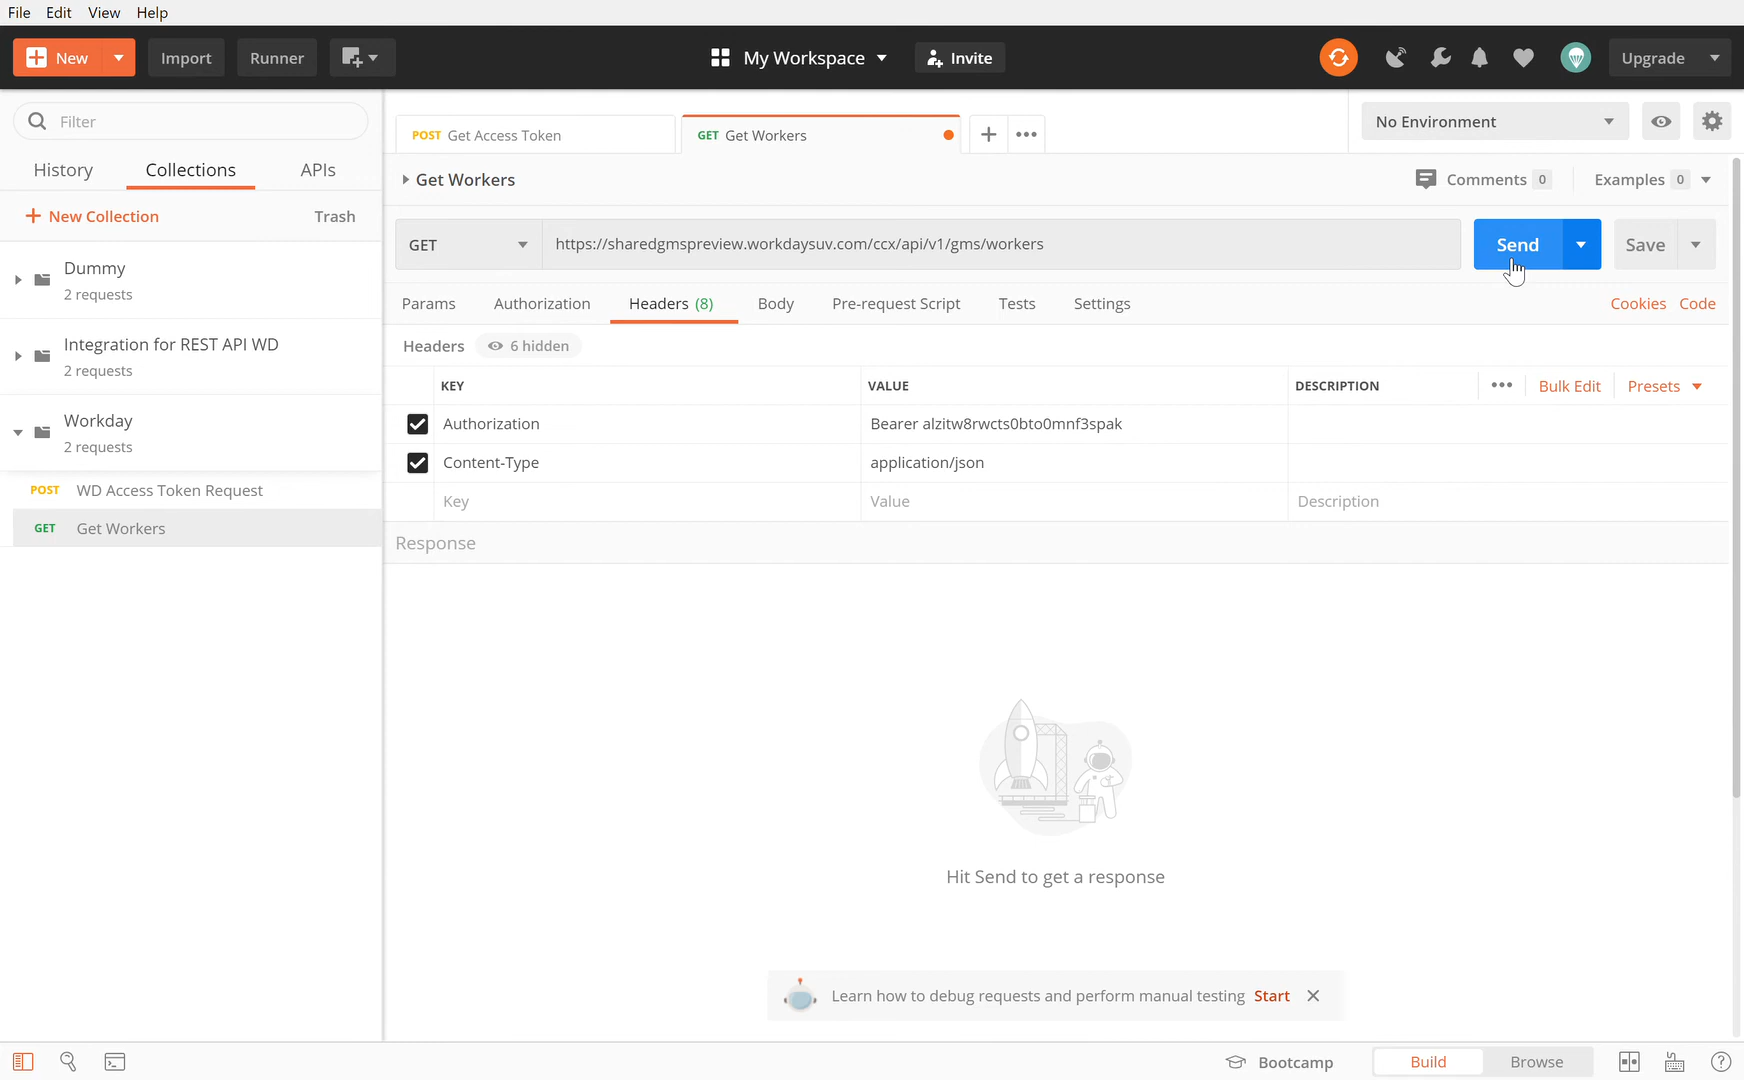 File Edit View Help
New Import Runner My Workspace Invite Upgrade
Filter
History Collections APIs
New Collection Trash
Dummy
2 requests
Integration for REST API WD
2 requests
Workday
2 requests
POST WD Access Token Request
GET Get Workers
POST Get Access Token GET Get Workers
No Environment
Get Workers Comments 0 Examples 0
GET https://sharedgmspreview.workdaysuv.com/ccx/api/v1/gms/workers Send Save
Params Authorization Headers (8) Body Pre-request Script Tests Settings Cookies Code
Headers 6 hidden
KEY VALUE DESCRIPTION Bulk Edit Presets
Authorization Bearer alzitw8rwcts0bto0mnf3spak
Content-Type application/json
Key Value Description
Response
Hit Send to get a response
Learn how to debug requests and perform manual testing Start
Bootcamp Build Browse